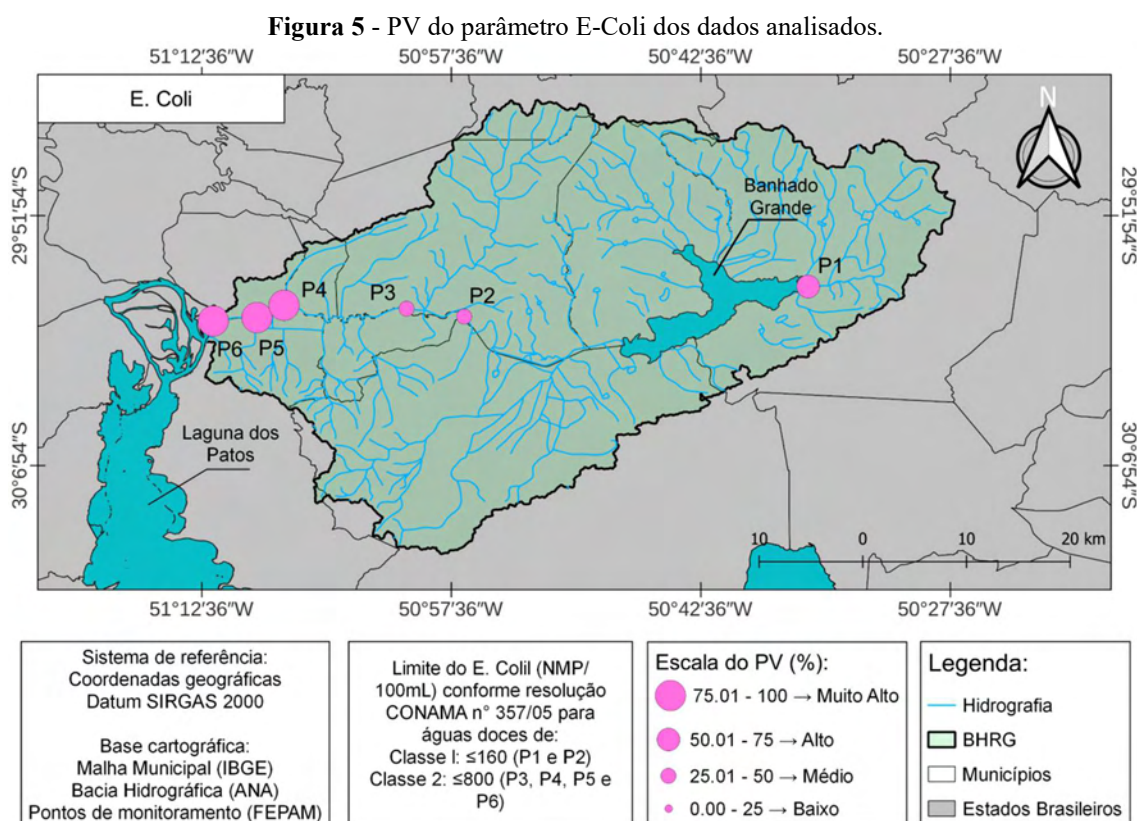 Figura 5 - PV do parâmetro E-Coli dos dados analisados.
51°12'36"W 50°57'36"W 50°42'36"W 50°27'36"W
E. Coli
N
29°51'54"S
29°51'54"S
Banhado
Grande
P1
P4
P3
P2
P6
P5
Laguna dos
Patos
30°6'54"S
30°6'54"S
10 0 10 20 km
51°12'36"W 50°57'36"W 50°42'36"W 50°27'36"W
Sistema de referência:
Coordenadas geográficas
Datum SIRGAS 2000
Base cartográfica:
Malha Municipal (IBGE)
Bacia Hidrográfica (ANA)
Pontos de monitoramento (FEPAM)
Limite do E. Colil (NMP/
100mL) conforme resolução
CONAMA n° 357/05 para
águas doces de:
Classe I: ≤160 (P1 e P2)
Classe 2: ≤800 (P3, P4, P5 e
P6)
Escala do PV (%):
75.01 - 100 → Muito Alto
50.01 - 75 → Alto
25.01 - 50 → Médio
0.00 - 25 → Baixo
Legenda:
Hidrografia
BHRG
Municípios
Estados Brasileiros